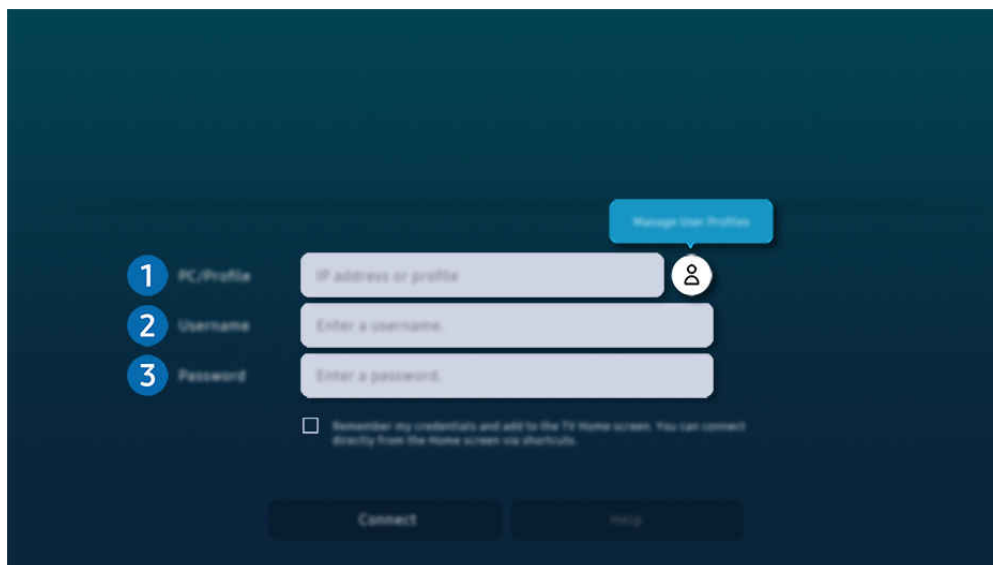 Manage User Profiles
1 PC/Profile IP address or profile
2 Username Enter a username.
3 Password Enter a password.
Remember my credentials and add to the TV Home screen. You can connect
directly from the Home screen via shortcuts.
Connect Help